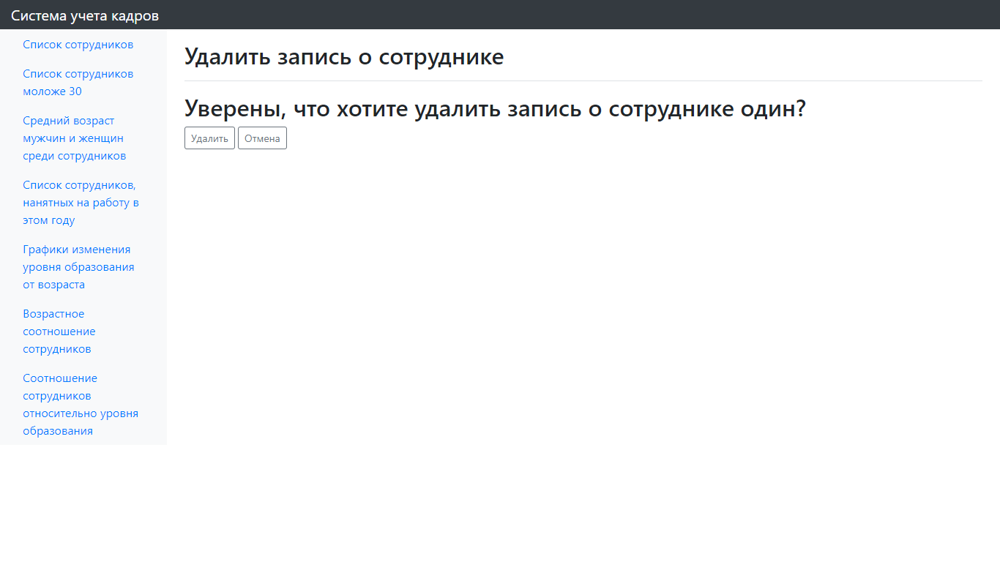 Система учета кадров
Список сотрудников
Список сотрудников
моложе 30
Средний возраст
мужчин и женщин
среди сотрудников
Список сотрудников,
нанятных на работу в
этом году
Графики изменения
уровня образования
от возраста
Возрастное
соотношение
сотрудников
Соотношение
сотрудников
относительно уровня
образования
Удалить запись о сотруднике
Уверены, что хотите удалить запись о сотруднике один?
Удалить Отмена